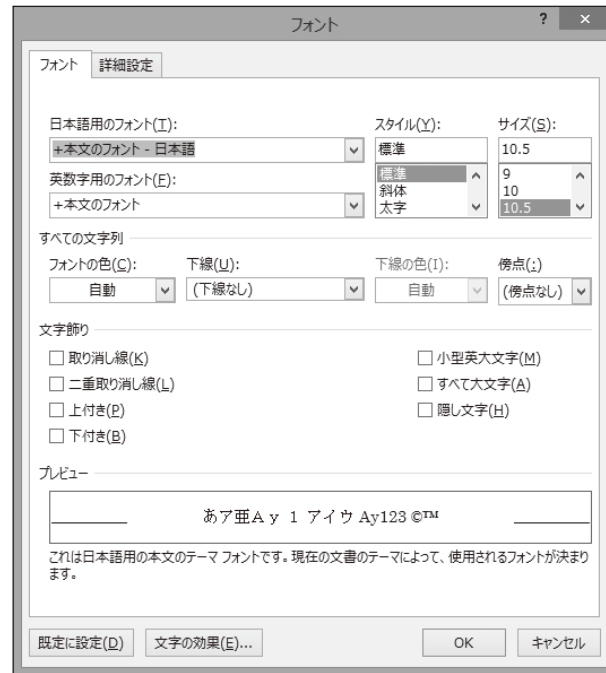 フォント ? ×
フォント 詳細設定
日本語用のフォント(T): スタイル(Y): サイズ(S):
+本文のフォント - 日本語 標準 10.5
標準 9
英数字用のフォント(F): 斜体 10
+本文のフォント 太字 10.5
すべての文字列
フォントの色(C): 下線(U): 下線の色(I): 傍点(:)
自動 (下線なし) 自動 (傍点なし)
文字飾り
取り消し線(K) 小型英大文字(M)
二重取り消し線(L) すべて大文字(A)
上付き(P) 隠し文字(H)
下付き(B)
プレビュー
あア亜Ａｙ １ アイウ Ay123 ©™
これは日本語用の本文のテーマ フォントです。現在の文書のテーマによって、使用されるフォントが決まり
ます。
既定に設定(D) 文字の効果(E)... OK キャンセル